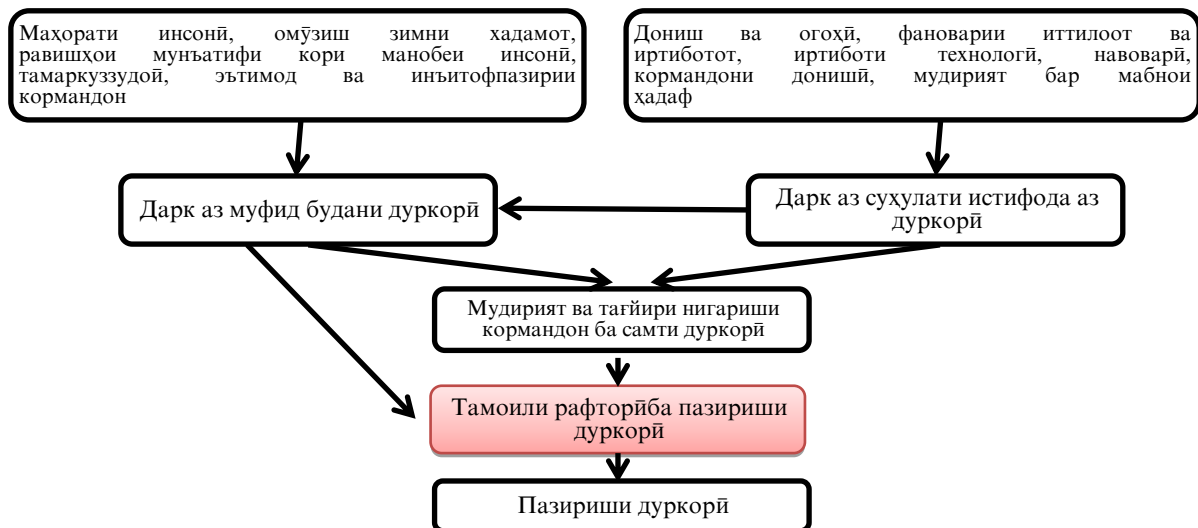 Маҳорати инсонӣ, омӯзиш зимни хадамот,
равишҳои мунъатифи кори манобеи инсонӣ,
тамаркуззудоӣ, эътимод ва инъитофпазирии
кормандон
Дониш ва огоҳӣ, фановарии иттилоот ва
иртиботот, иртиботи технологӣ, навоварӣ,
кормандони донишӣ, мудирият бар мабнои
ҳадаф
Дарк аз муфид будани дуркорӣ
Дарк аз суҳулати истифода аз
дуркорӣ
Мудирият ва тағйири нигариши
кормандон ба самти дуркорӣ
Тамоили рафторӣба пазириши
дуркорӣ
Пазириши дуркорӣ